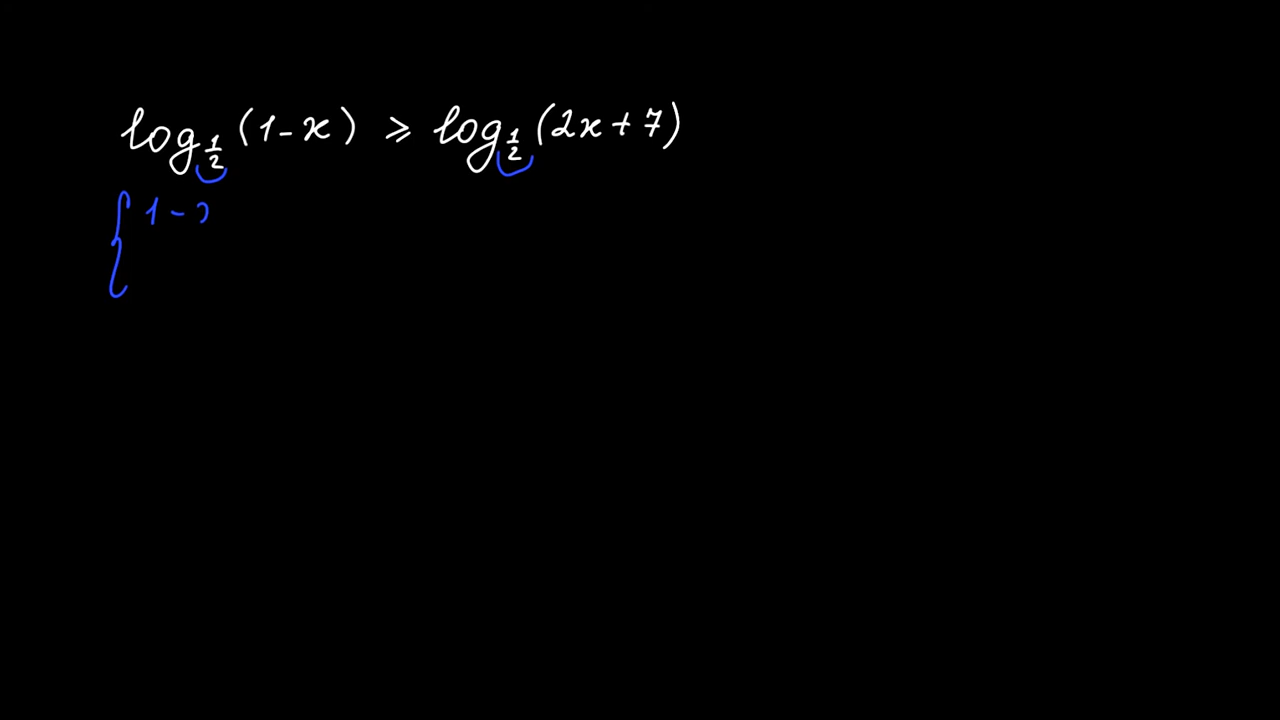 log_{1/2} (1-x) ⩾ log_{1/2} (2x+7)
{ 1 -